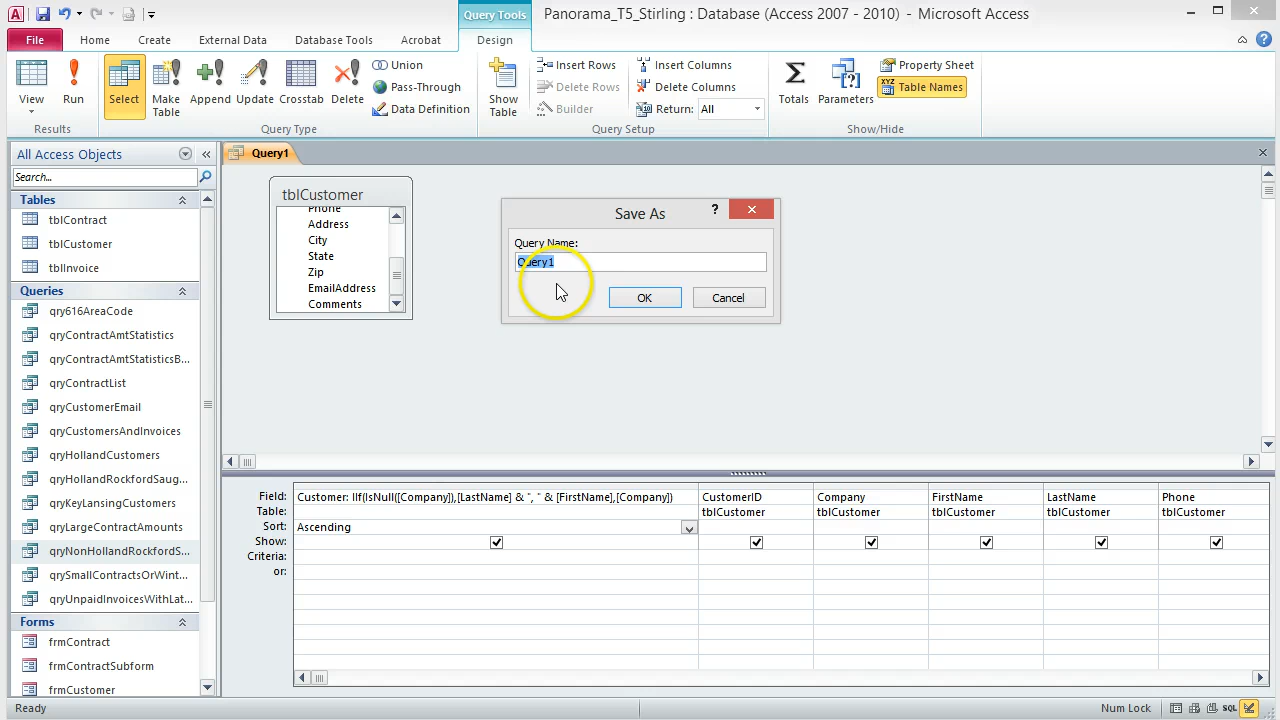 Query Tools
Panorama_T5_Stirling : Database (Access 2007 - 2010) - Microsoft Access
File Home Create External Data Database Tools Acrobat Design
View
Run
Select
Make Table
Append
Update
Crosstab
Delete
Union
Pass-Through
Data Definition
Show Table
Insert Rows
Delete Rows
Builder
Insert Columns
Delete Columns
Return: All
Totals
Parameters
Property Sheet
XYZ
XYZ
Table Names
Results
Query Type
Query Setup
Show/Hide
All Access Objects
Search...
Tables
tblContract
tblCustomer
tblInvoice
Queries
qry616AreaCode
qryContractAmtStatistics
qryContractAmtStatisticsB...
qryContractList
qryCustomerEmail
qryCustomersAndInvoices
qryHollandCustomers
qryHollandRockfordSaug...
qryKeyLansingCustomers
qryLargeContractAmounts
qryNonHollandRockfordS...
qrySmallContractsOrWint...
qryUnpaidInvoicesWithLat...
Forms
frmContract
frmContractSubform
frmCustomer
Query1
tblCustomer
Phone
Address
City
State
Zip
EmailAddress
Comments
Save As
?
Query Name:
Query1
OK Cancel
Field: Customer: IIf(IsNull([Company]),[LastName] & ", " & [FirstName],[Company]) CustomerID Company FirstName LastName Phone
Table: tblCustomer tblCustomer tblCustomer tblCustomer tblCustomer
Sort: Ascending
Show:
Criteria:
or:
Ready Num Lock SQL